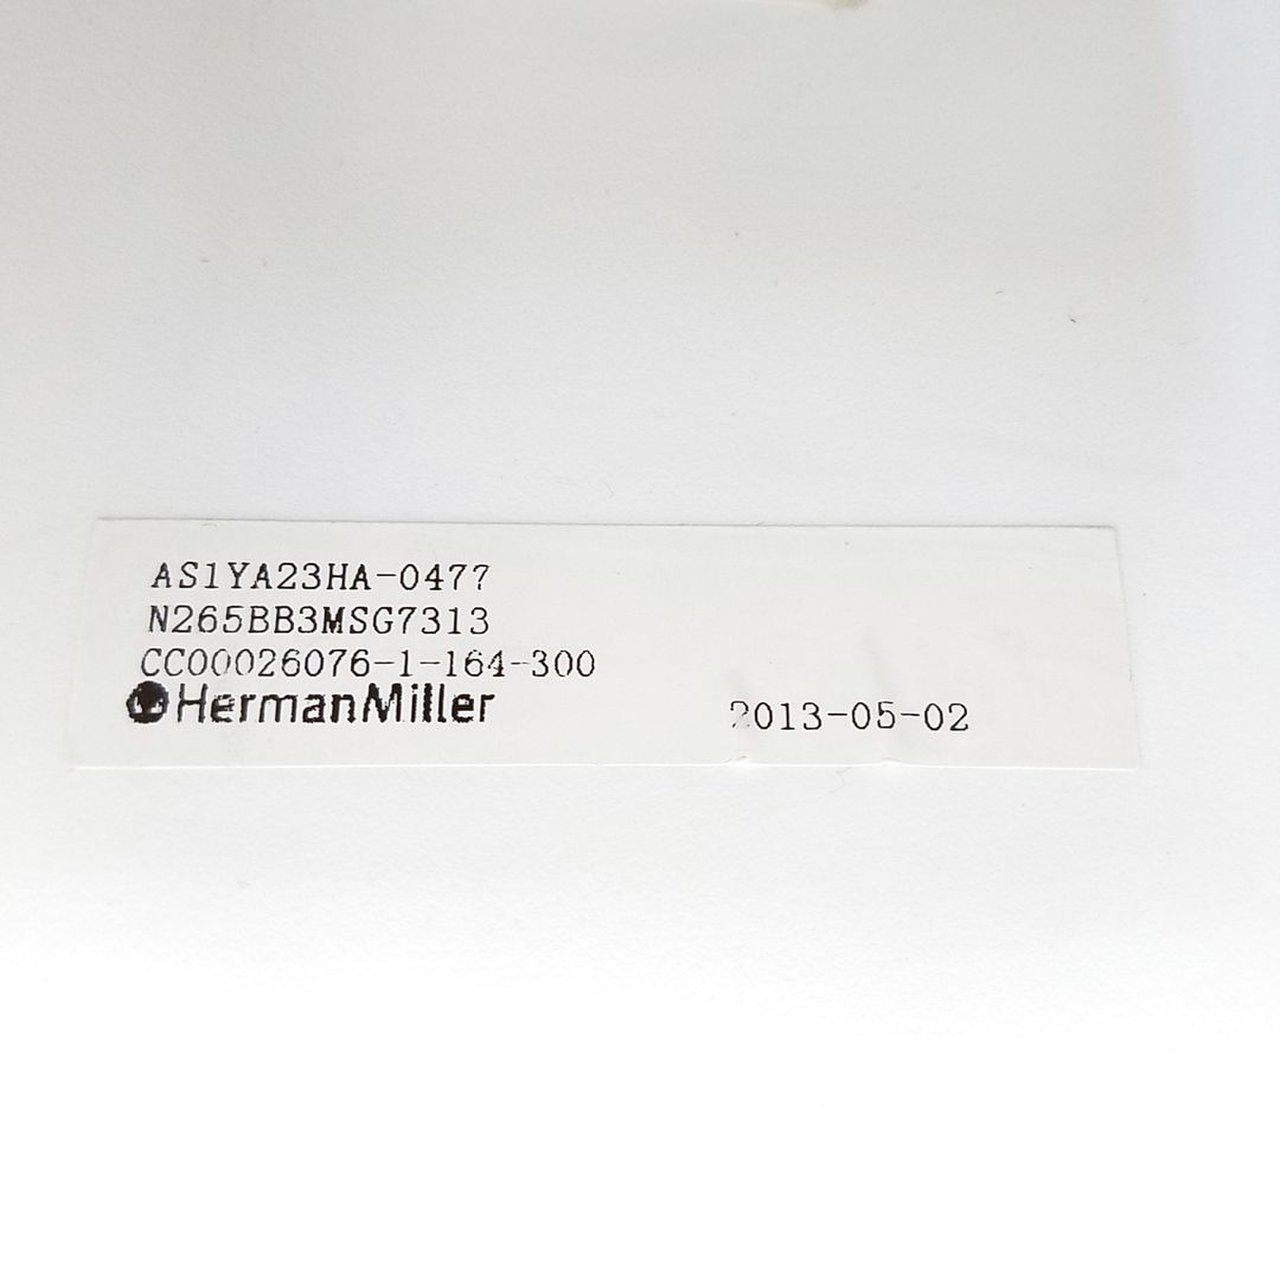 AS1YA23HA-0477
N265BB3MSG7313
CC00026076-1-164-300
HermanMiller
2013-05-02